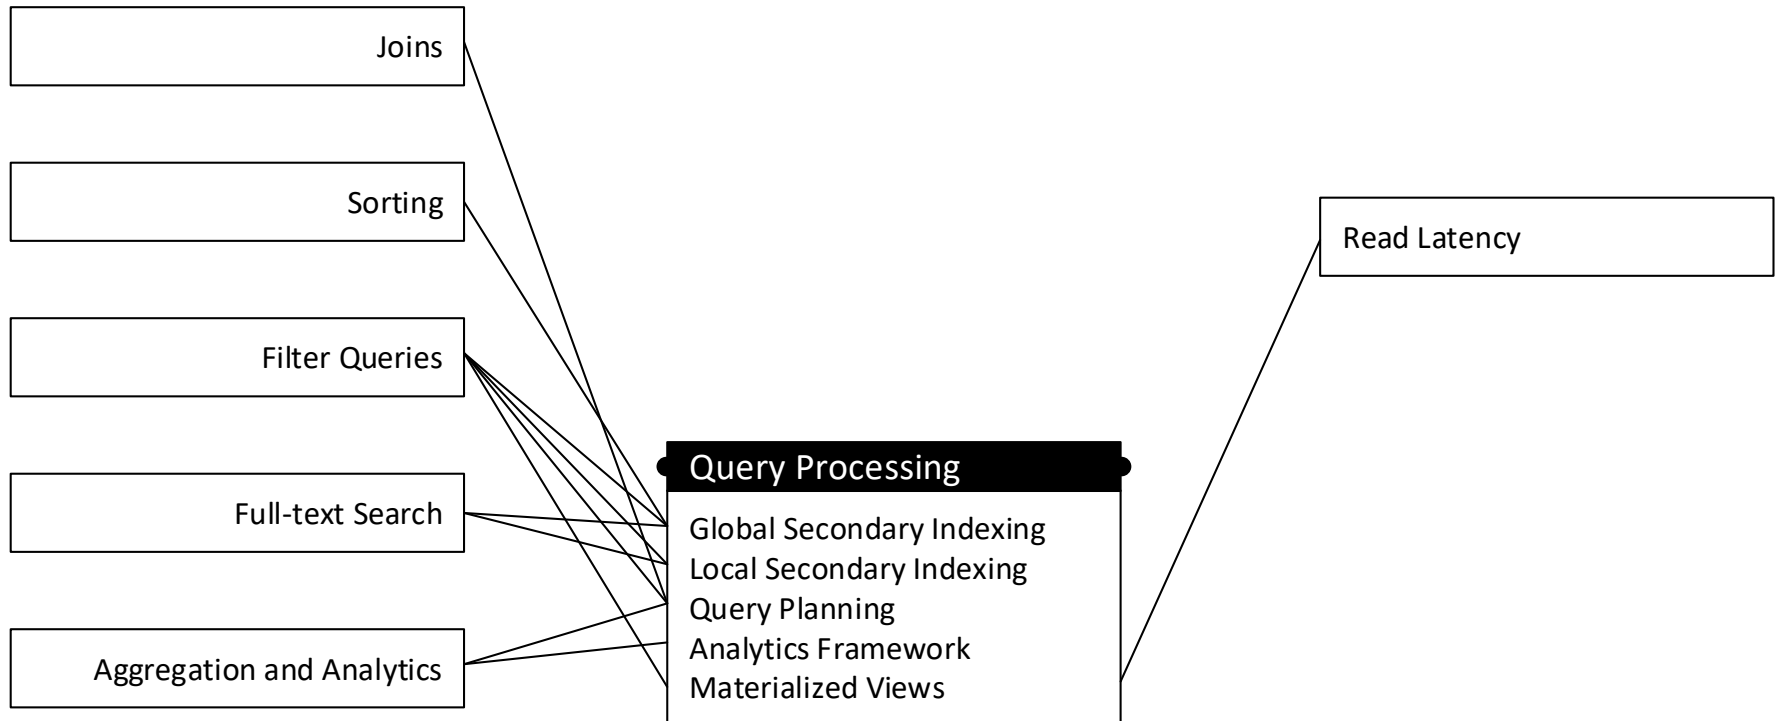 Joins
Sorting
Read Latency
Filter Queries
Query Processing
Full-text Search
Global Secondary Indexing
Local Secondary Indexing
Query Planning
Analytics Framework
Aggregation and Analytics
Materialized Views